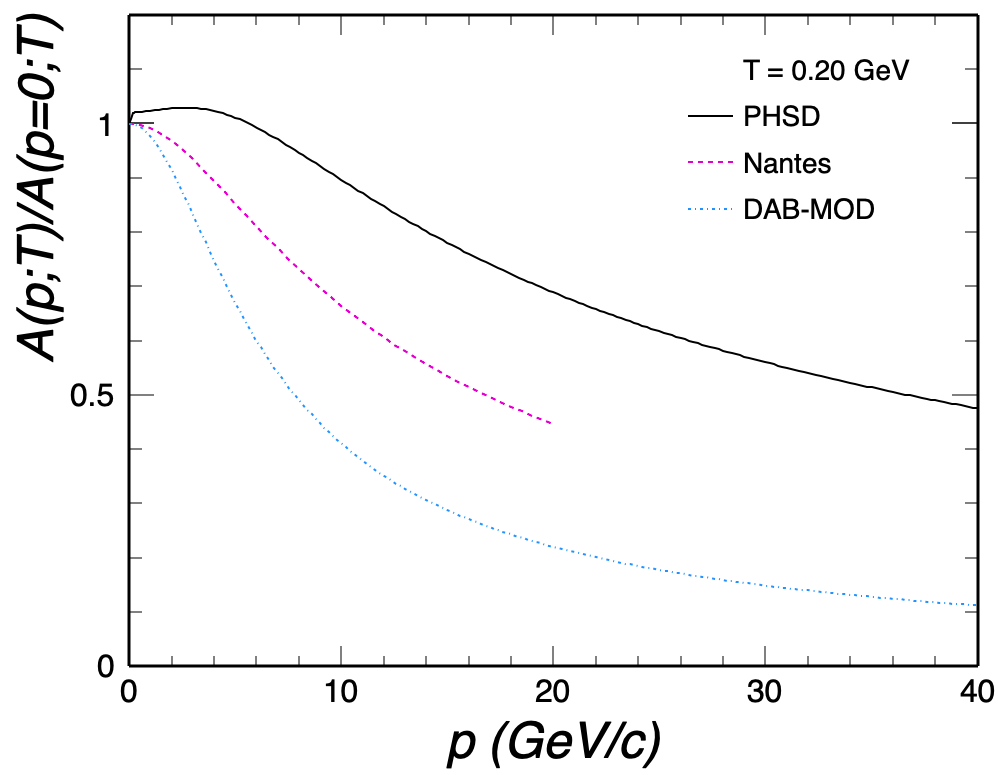 A(p;T)/A(p=0;T)
T = 0.20 GeV
PHSD
Nantes
DAB-MOD
1
0.5
0
0 10 20 30 40
p (GeV/c)